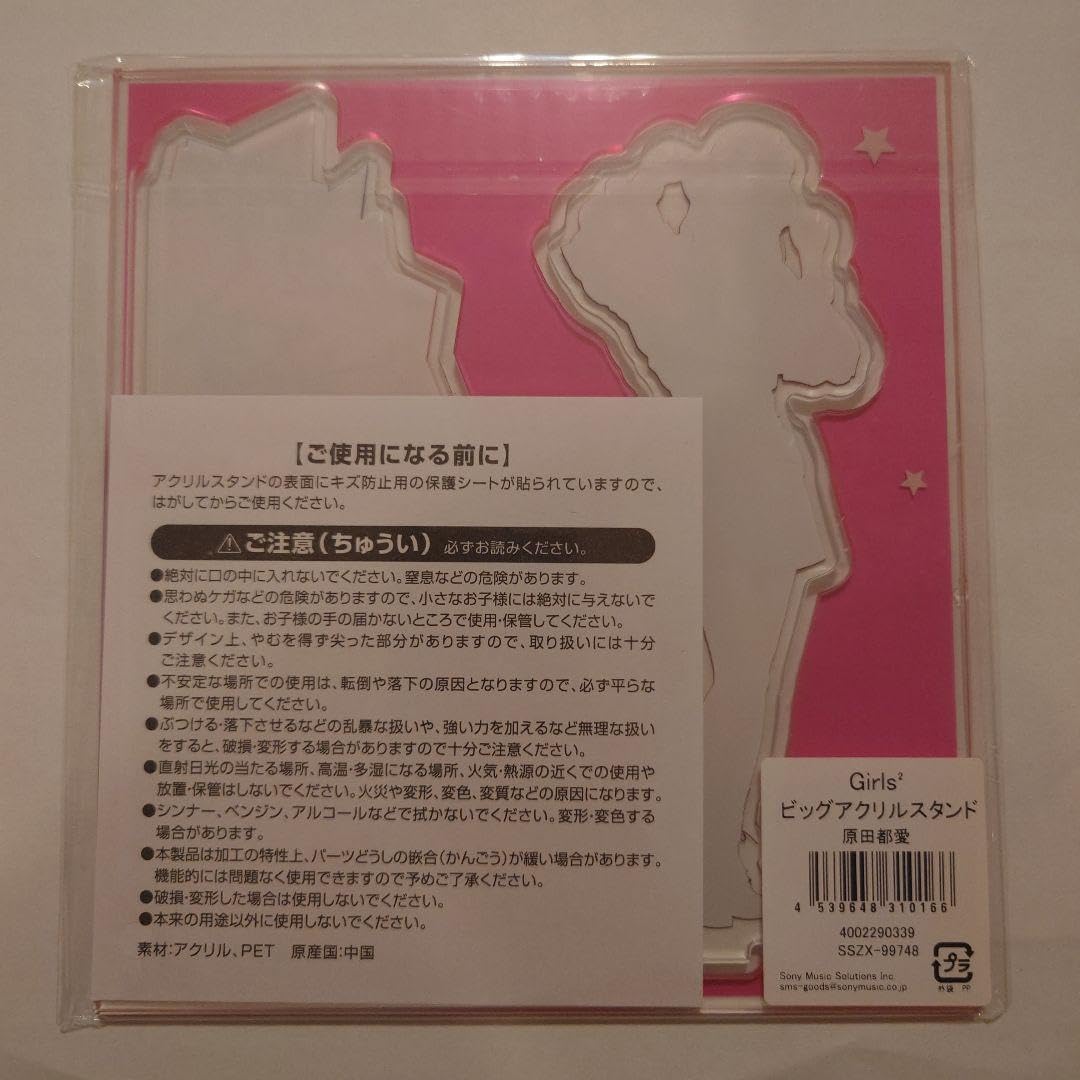 【ご使用になる前に】
アクリルスタンドの表面にキズ防止用の保護シートが貼られていますので、
はがしてからご使用ください。
⚠ご注意(ちゅうい) 必ずお読みください。
●絶対に口の中に入れないでください。窒息などの危険があります。
●思わぬケガなどの危険がありますので、小さなお子様には絶対に与えないで
ください。また、お子様の手の届かないところで使用・保管してください。
●デザイン上、やむを得ず尖った部分がありますので、取り扱いには十分
ご注意ください。
●不安定な場所での使用は、転倒や落下の原因となりますので、必ず平らな
場所で使用してください。
●ぶつける・落下させるなどの乱暴な扱いや、強い力を加えるなど無理な扱い
をすると、破損・変形する場合がありますので十分ご注意ください。
●直射日光の当たる場所、高温・多湿になる場所、火気・熱源の近くでの使用や
放置・保管はしないでください。火災や変形、変色、変質などの原因になります。
●シンナー、ベンジン、アルコールなどで拭かないでください。変形・変色する
場合があります。
●本製品は加工の特性上、パーツどうしの嵌合(かんごう)が緩い場合があります。
機能的には問題なく使用できますので予めご了承ください。
●破損・変形した場合は使用しないでください。
●本来の用途以外に使用しないでください。
素材:アクリル、PET 原産国:中国
Girls²
ビッグアクリルスタンド
原田都愛
4 539648 310166
4002290339
SSZX-99748
Sony Music Solutions Inc.
sms-goods@sonymusic.co.jp
プラ
外袋 PP